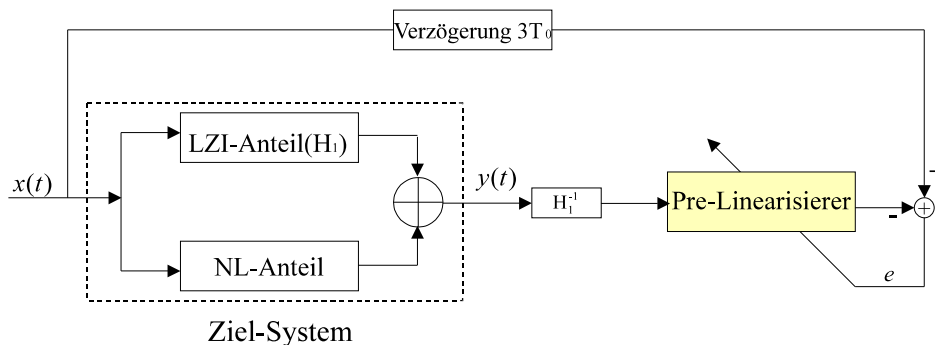 Verzögerung 3T₀
LZI-Anteil(H₁)
x(t)
y(t)
-
H₁⁻¹
Pre-Linearisierer
+
-
NL-Anteil
e
Ziel-System